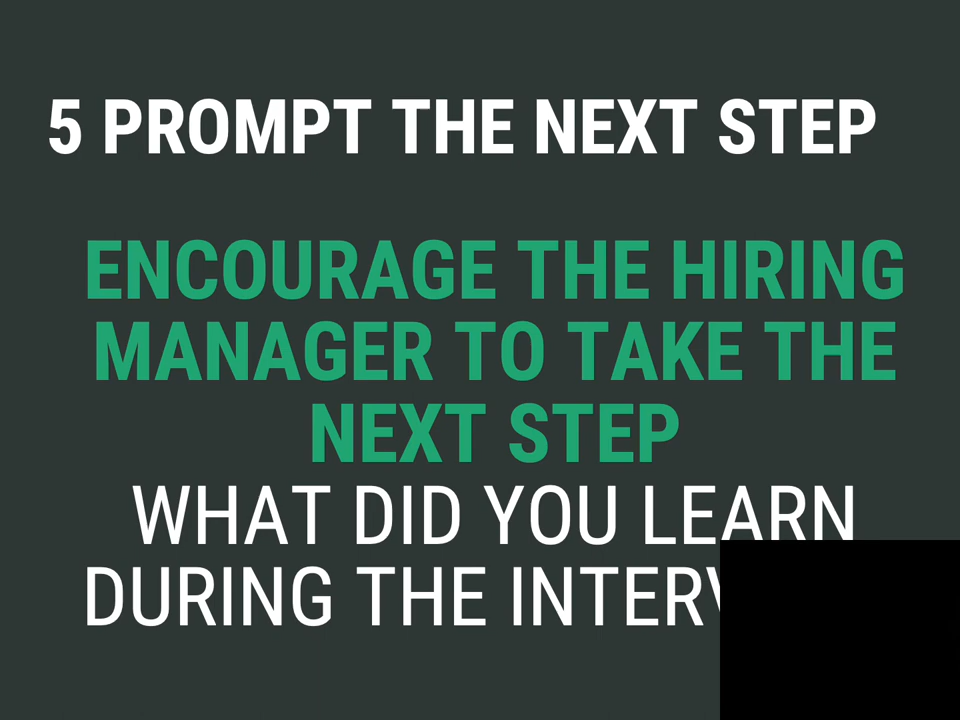 5 PROMPT THE NEXT STEP
ENCOURAGE THE HIRING
MANAGER TO TAKE THE
NEXT STEP
WHAT DID YOU LEARN
DURING THE